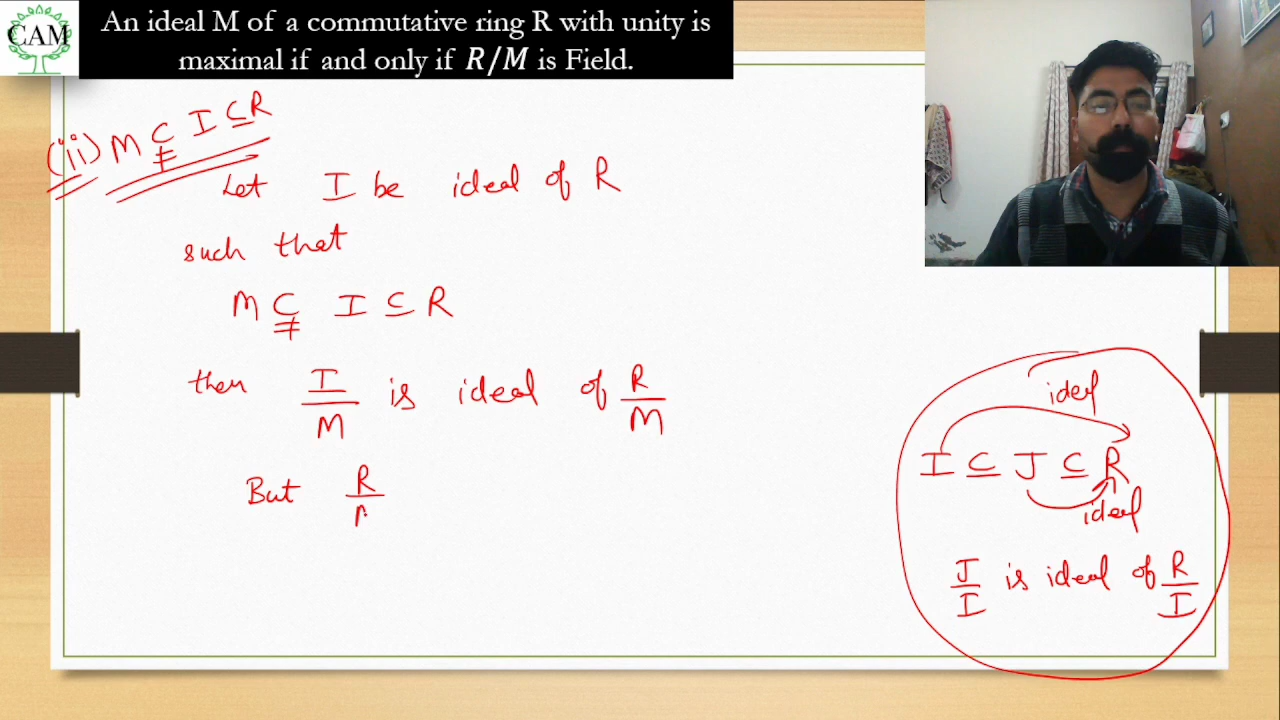 CAM
An ideal M of a commutative ring R with unity is
maximal if and only if R/M is Field.
(ii) M ⊊ I ⊆ R
Let I be ideal of R
such that
M ⊊ I ⊆ R
then I/M is ideal of R/M
But R/
ideal
I ⊆ J ⊆ R
ideal
J/I is ideal of R/I